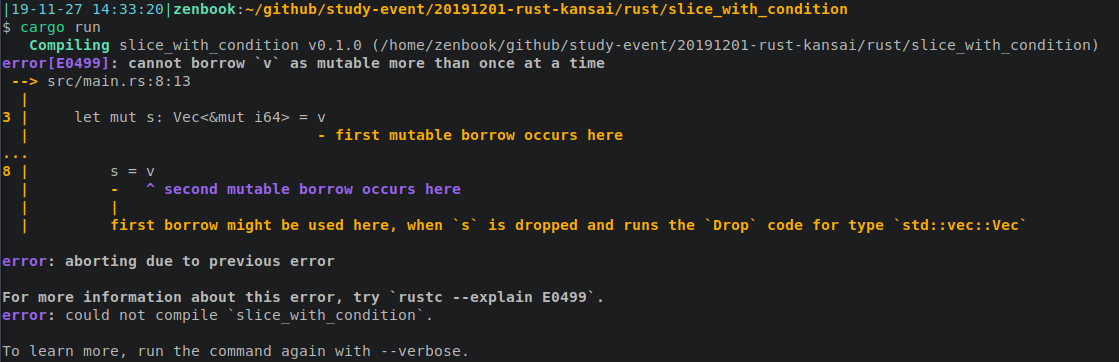 |19-11-27 14:33:20|zenbook:~/github/study-event/20191201-rust-kansai/rust/slice_with_condition
$ cargo run
   Compiling slice_with_condition v0.1.0 (/home/zenbook/github/study-event/20191201-rust-kansai/rust/slice_with_condition)
error[E0499]: cannot borrow `v` as mutable more than once at a time
 --> src/main.rs:8:13
  |
3 |     let mut s: Vec<&mut i64> = v
  |                                - first mutable borrow occurs here
...
8 |         s = v
  |         -   ^ second mutable borrow occurs here
  |         |
  |         first borrow might be used here, when `s` is dropped and runs the `Drop` code for type `std::vec::Vec`
error: aborting due to previous error
For more information about this error, try `rustc --explain E0499`.
error: could not compile `slice_with_condition`.
To learn more, run the command again with --verbose.